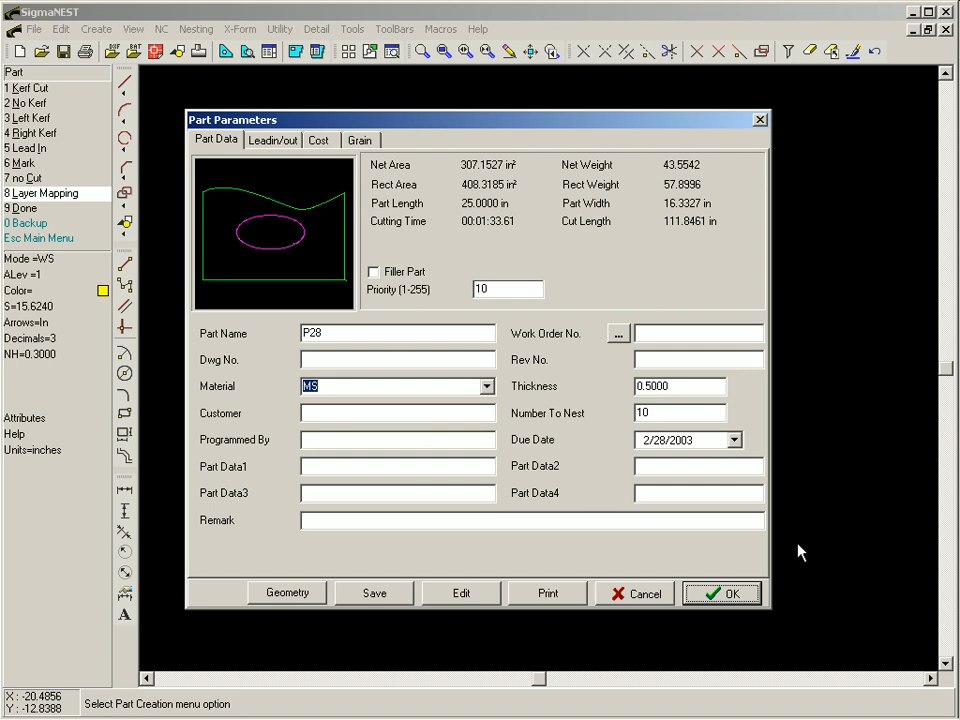 SigmaNEST
File Edit Create View NC Nesting X-Form Utility Detail Tools ToolBars Macros Help
DXF BAT
Part
1 Kerf Cut
2 No Kerf
3 Left Kerf
4 Right Kerf
5 Lead In
6 Mark
7 no Cut
8 Layer Mapping
9 Done
0 Backup
Esc Main Menu
Mode =WS
ALev =1
Color=
S=15.6240
Arrows=In
Decimals=3
NH=0.3000
Attributes
Help
Units=inches
A
Part Parameters
Part Data Leadin/out Cost Grain
Net Area 307.1527 in² Net Weight 43.5542
Rect Area 408.3185 in² Rect Weight 57.8996
Part Length 25.0000 in Part Width 16.3327 in
Cutting Time 00:01:33.61 Cut Length 111.8461 in
Filler Part
Priority (1-255) 10
Part Name P28 Work Order No. ...
Dwg No. Rev No.
Material MS Thickness 0.5000
Customer Number To Nest 10
Programmed By Due Date 2/28/2003
Part Data1 Part Data2
Part Data3 Part Data4
Remark
Geometry Save Edit Print Cancel OK
X : -20.4856
Y : -12.8388
Select Part Creation menu option